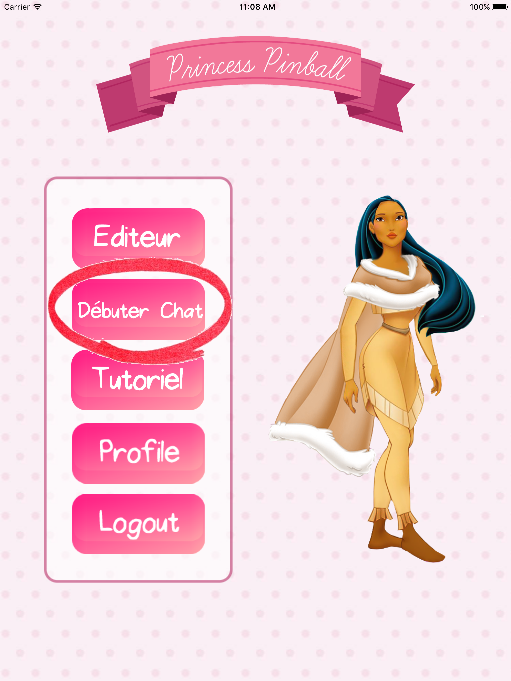 Carrier 11:08 AM 100%
Princess Pinball
Editeur
Débuter Chat
Tutoriel
Profile
Logout